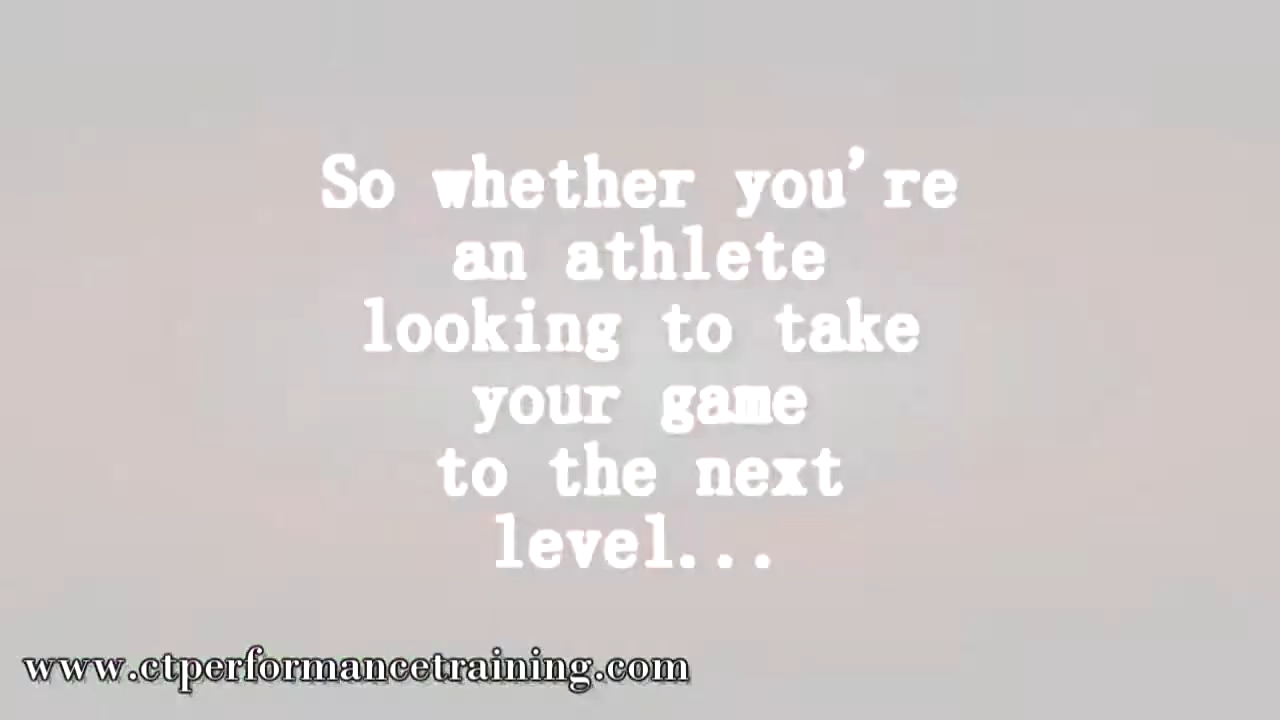 So whether you're
an athlete
looking to take
your game
to the next
level...
www.ctperformancetraining.com